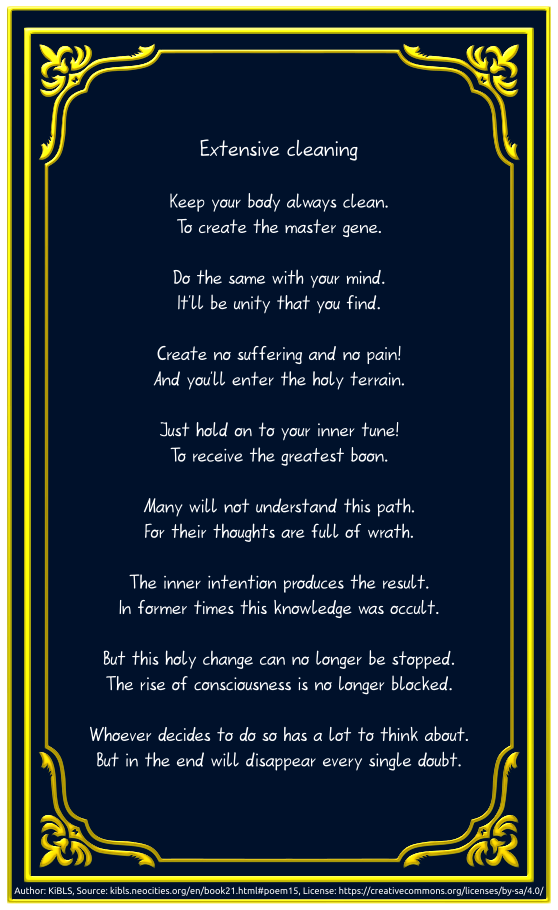 Extensive cleaning
Keep your body always clean.
To create the master gene.
Do the same with your mind.
It'll be unity that you find.
Create no suffering and no pain!
And you'll enter the holy terrain.
Just hold on to your inner tune!
To receive the greatest boon.
Many will not understand this path.
For their thoughts are full of wrath.
The inner intention produces the result.
In former times this knowledge was occult.
But this holy change can no longer be stopped.
The rise of consciousness is no longer blocked.
Whoever decides to do so has a lot to think about.
But in the end will disappear every single doubt.
Author: KiBLS, Source: kibls.neocities.org/en/book21.html#poem15, License: https://creativecommons.org/licenses/by-sa/4.0/